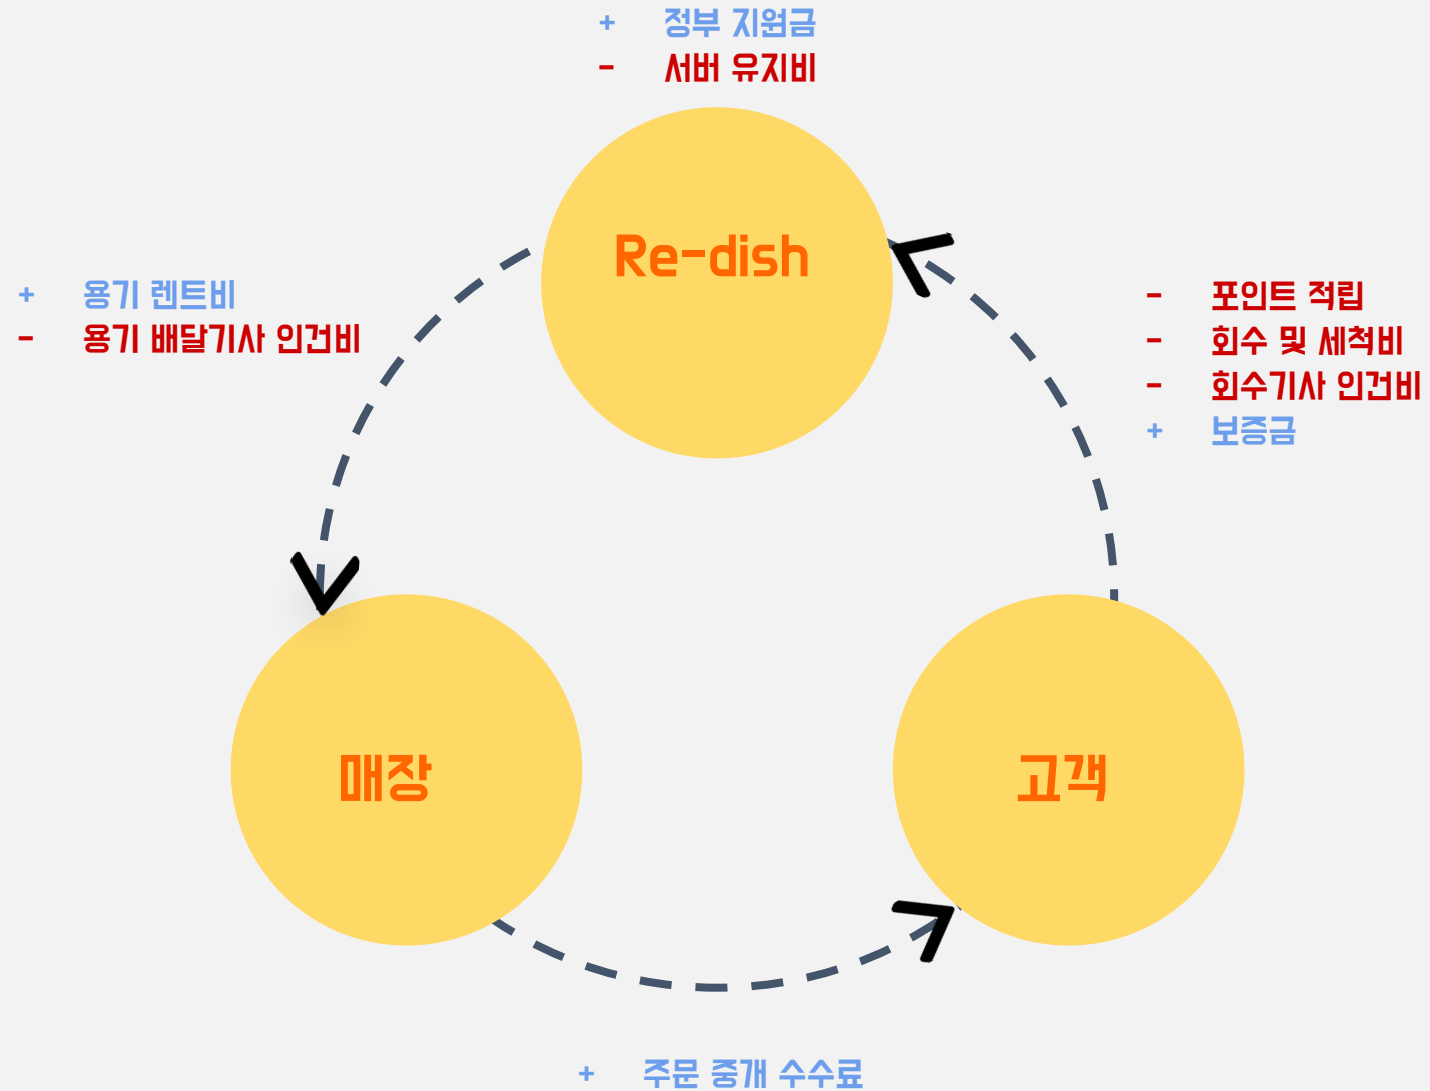 + 정부 지원금
- 서버 유지비
Re-dish
+ 용기 렌트비
- 용기 배달기사 인건비
- 포인트 적립
- 회수 및 세척비
- 회수기사 인건비
+ 보증금
매장
고객
+ 주문 중개 수수료